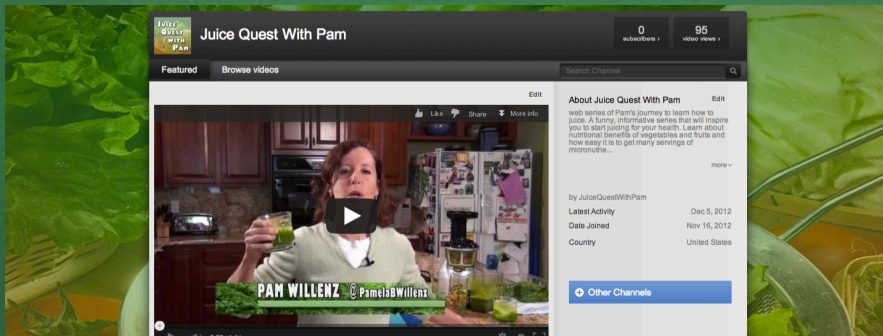 Juice
Quest
with
Pam
Juice Quest With Pam
0
subscribers ›
95
video views ›
Featured
Browse videos
Search Channel
Edit
Like
Share
More info
PAM WILLENZ @PamelaBWillenz
About Juice Quest With Pam
Edit
web series of Pam's journey to learn how to
juice. A funny, informative series that will inspire
you to start juicing for your health. Learn about
nutritional benefits of vegetables and fruits and
how easy it is to get many servings of
micronutrie...
more
by JuiceQuestWithPam
Latest Activity Dec 5, 2012
Date Joined Nov 16, 2012
Country United States
Other Channels